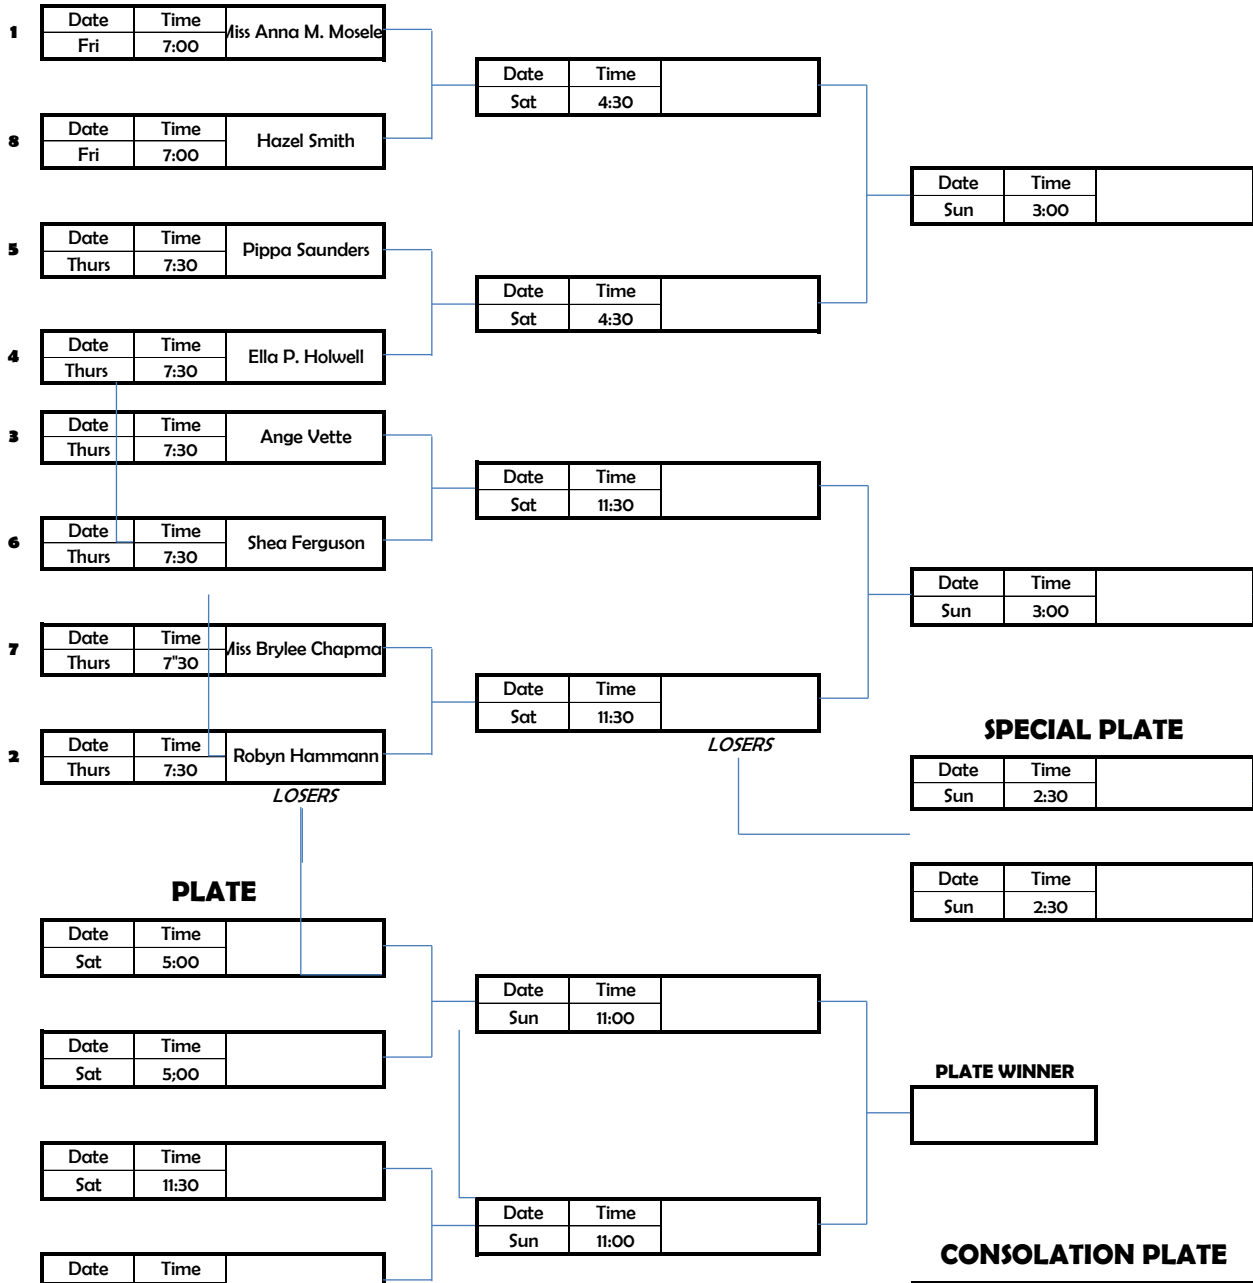 1 Date Time Miss Anna M. Mosele
Fri 7:00
Date Time
Sat 4:30
8 Date Time Hazel Smith
Fri 7:00
Date Time
Sun 3:00
5 Date Time Pippa Saunders
Thurs 7:30
Date Time
Sat 4:30
4 Date Time Ella P. Holwell
Thurs 7:30
3 Date Time Ange Vette
Thurs 7:30
Date Time
Sat 11:30
6 Date Time Shea Ferguson
Thurs 7:30
Date Time
Sun 3:00
7 Date Time Miss Brylee Chapma
Thurs 7"30
Date Time
Sat 11:30
LOSERS
SPECIAL PLATE
2 Date Time Robyn Hammann
Thurs 7:30
LOSERS
Date Time
Sun 2:30
Date Time
Sun 2:30
PLATE
Date Time
Sat 5:00
Date Time
Sun 11:00
Date Time
Sat 5;00
PLATE WINNER
Date Time
Sat 11:30
Date Time
Sun 11:00
CONSOLATION PLATE
Date Time